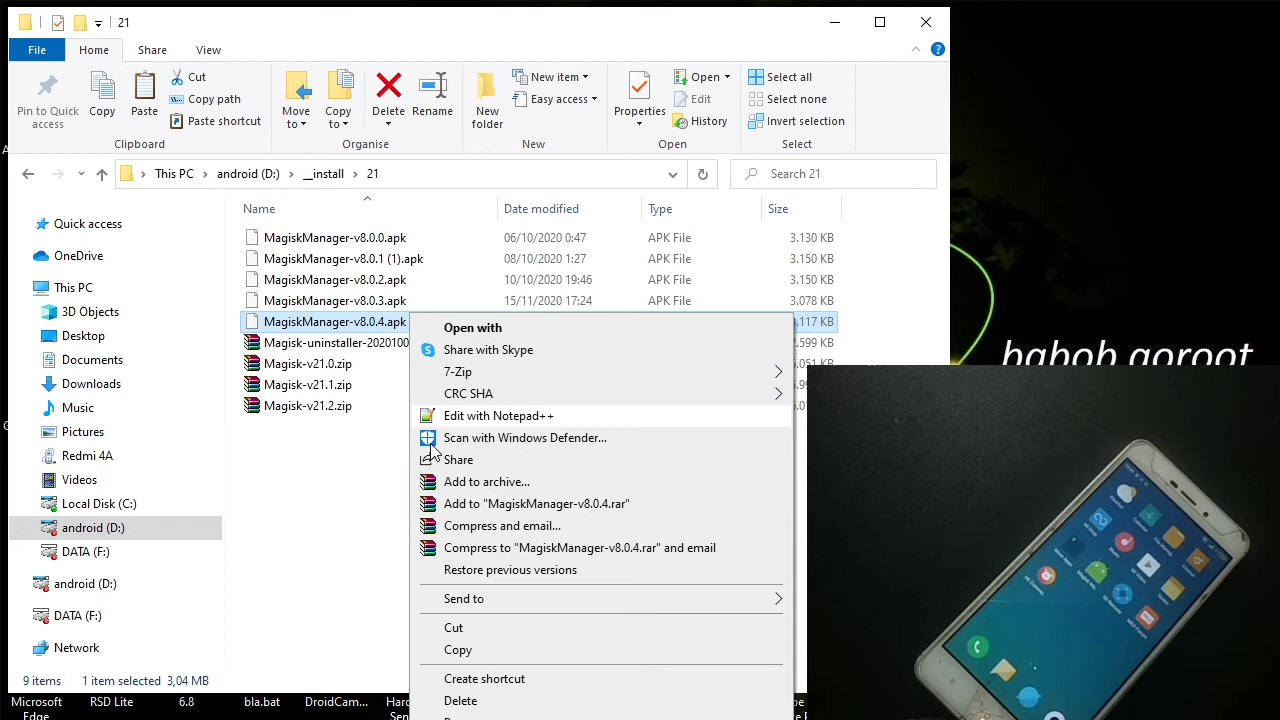 21
File
Home
Share
View
Pin to Quick access
Copy
Paste
Cut
Copy path
Paste shortcut
Clipboard
Move to
Copy to
Delete
Rename
Organise
New folder
New item
Easy access
New
Properties
Open
Edit
History
Open
Select all
Select none
Invert selection
Select
This PC > android (D:) > __install > 21
Search 21
Name Date modified Type Size
MagiskManager-v8.0.0.apk 06/10/2020 0:47 APK File 3.130 KB
MagiskManager-v8.0.1 (1).apk 08/10/2020 1:27 APK File 3.150 KB
MagiskManager-v8.0.2.apk 10/10/2020 19:46 APK File 3.150 KB
MagiskManager-v8.0.3.apk 15/11/2020 17:24 APK File 3.078 KB
MagiskManager-v8.0.4.apk .117 KB
Magisk-uninstaller-2020100 .599 KB
Magisk-v21.0.zip
Magisk-v21.1.zip
Magisk-v21.2.zip
Quick access
OneDrive
This PC
3D Objects
Desktop
Documents
Downloads
Music
Pictures
Redmi 4A
Videos
Local Disk (C:)
android (D:)
DATA (F:)
android (D:)
DATA (F:)
Network
9 items 1 item selected 3,04 MB
Open with
Share with Skype
7-Zip
CRC SHA
Edit with Notepad++
Scan with Windows Defender...
Share
Add to archive...
Add to "MagiskManager-v8.0.4.rar"
Compress and email...
Compress to "MagiskManager-v8.0.4.rar" and email
Restore previous versions
Send to
Cut
Copy
Create shortcut
Delete
Microsoft Edge
RSD Lite
6.8
bla.bat
DroidCam...